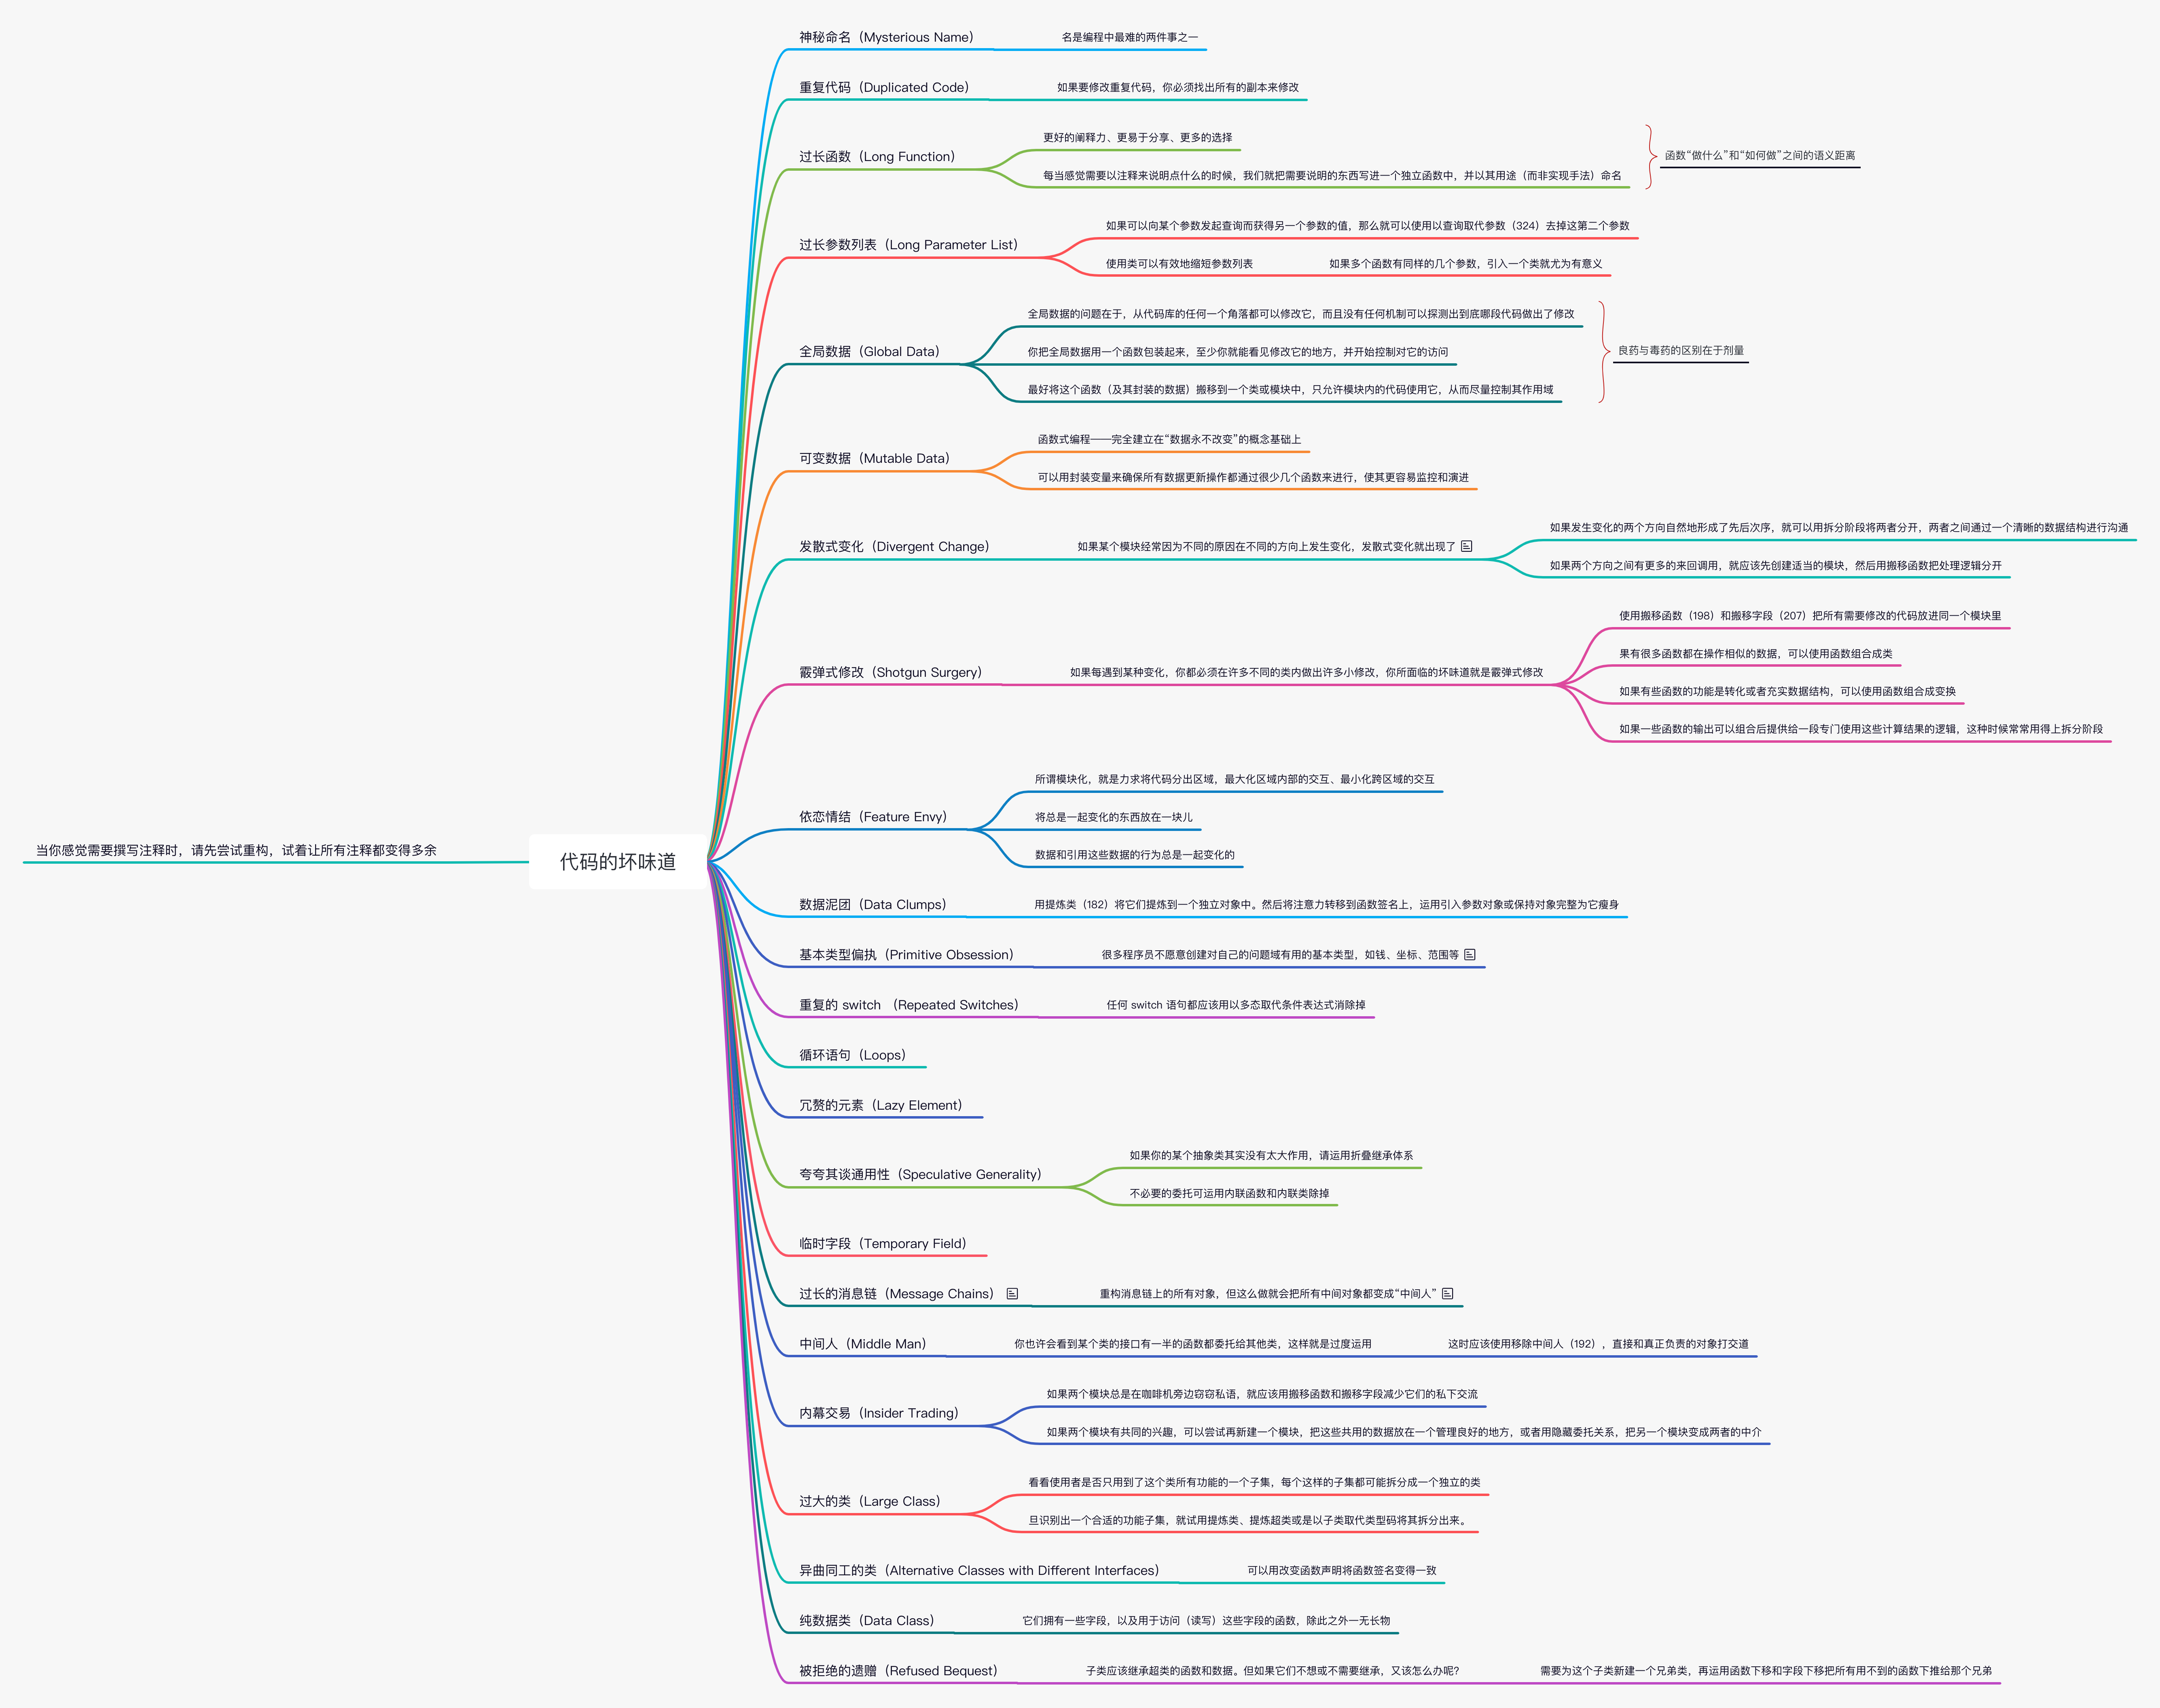 神秘命名（Mysterious Name）
名是编程中最难的两件事之一
重复代码（Duplicated Code）
如果要修改重复代码，你必须找出所有的副本来修改
过长函数（Long Function）
更好的阐释力、更易于分享、更多的选择
每当感觉需要以注释来说明点什么的时候，我们就把需要说明的东西写进一个独立函数中，并以其用途（而非实现手法）命名
函数“做什么”和“如何做”之间的语义距离
过长参数列表（Long Parameter List）
如果可以向某个参数发起查询而获得另一个参数的值，那么就可以使用以查询取代参数（324）去掉这第二个参数
使用类可以有效地缩短参数列表
如果多个函数有同样的几个参数，引入一个类就尤为有意义
全局数据（Global Data）
全局数据的问题在于，从代码库的任何一个角落都可以修改它，而且没有任何机制可以探测出到底哪段代码做出了修改
你把全局数据用一个函数包装起来，至少你就能看见修改它的地方，并开始控制对它的访问
最好将这个函数（及其封装的数据）搬移到一个类或模块中，只允许模块内的代码使用它，从而尽量控制其作用域
良药与毒药的区别在于剂量
可变数据（Mutable Data）
函数式编程——完全建立在“数据永不改变”的概念基础上
可以用封装变量来确保所有数据更新操作都通过很少几个函数来进行，使其更容易监控和演进
发散式变化（Divergent Change）
如果某个模块经常因为不同的原因在不同的方向上发生变化，发散式变化就出现了
如果发生变化的两个方向自然地形成了先后次序，就可以用拆分阶段将两者分开，两者之间通过一个清晰的数据结构进行沟通
如果两个方向之间有更多的来回调用，就应该先创建适当的模块，然后用搬移函数把处理逻辑分开
霰弹式修改（Shotgun Surgery）
如果每遇到某种变化，你都必须在许多不同的类内做出许多小修改，你所面临的坏味道就是霰弹式修改
使用搬移函数（198）和搬移字段（207）把所有需要修改的代码放进同一个模块里
果有很多函数都在操作相似的数据，可以使用函数组合成类
如果有些函数的功能是转化或者充实数据结构，可以使用函数组合成变换
如果一些函数的输出可以组合后提供给一段专门使用这些计算结果的逻辑，这种时候常常用得上拆分阶段
依恋情结（Feature Envy）
所谓模块化，就是力求将代码分出区域，最大化区域内部的交互、最小化跨区域的交互
将总是一起变化的东西放在一块儿
数据和引用这些数据的行为总是一起变化的
当你感觉需要撰写注释时，请先尝试重构，试着让所有注释都变得多余
代码的坏味道
数据泥团（Data Clumps）
用提炼类（182）将它们提炼到一个独立对象中。然后将注意力转移到函数签名上，运用引入参数对象或保持对象完整为它瘦身
基本类型偏执（Primitive Obsession）
很多程序员不愿意创建对自己的问题域有用的基本类型，如钱、坐标、范围等
重复的 switch （Repeated Switches）
任何 switch 语句都应该用以多态取代条件表达式消除掉
循环语句（Loops）
冗赘的元素（Lazy Element）
夸夸其谈通用性（Speculative Generality）
如果你的某个抽象类其实没有太大作用，请运用折叠继承体系
不必要的委托可运用内联函数和内联类除掉
临时字段（Temporary Field）
过长的消息链（Message Chains）
重构消息链上的所有对象，但这么做就会把所有中间对象都变成“中间人”
中间人（Middle Man）
你也许会看到某个类的接口有一半的函数都委托给其他类，这样就是过度运用
这时应该使用移除中间人（192），直接和真正负责的对象打交道
内幕交易（Insider Trading）
如果两个模块总是在咖啡机旁边窃窃私语，就应该用搬移函数和搬移字段减少它们的私下交流
如果两个模块有共同的兴趣，可以尝试再新建一个模块，把这些共用的数据放在一个管理良好的地方，或者用隐藏委托关系，把另一个模块变成两者的中介
过大的类（Large Class）
看看使用者是否只用到了这个类所有功能的一个子集，每个这样的子集都可能拆分成一个独立的类
旦识别出一个合适的功能子集，就试用提炼类、提炼超类或是以子类取代类型码将其拆分出来。
异曲同工的类（Alternative Classes with Different Interfaces）
可以用改变函数声明将函数签名变得一致
纯数据类（Data Class）
它们拥有一些字段，以及用于访问（读写）这些字段的函数，除此之外一无长物
被拒绝的遗赠（Refused Bequest）
子类应该继承超类的函数和数据。但如果它们不想或不需要继承，又该怎么办呢？
需要为这个子类新建一个兄弟类，再运用函数下移和字段下移把所有用不到的函数下推给那个兄弟